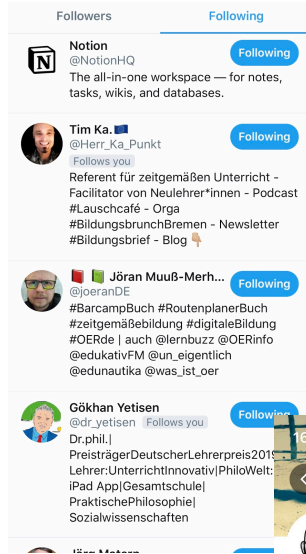 Followers Following
Notion
@NotionHQ
Following
The all-in-one workspace — for notes,
tasks, wikis, and databases.
Tim Ka.🇪🇺
@Herr_Ka_Punkt
Following
Follows you
Referent für zeitgemäßen Unterricht -
Facilitator von Neulehrer*innen - Podcast
#Lauschcafé - Orga
#BildungsbrunchBremen - Newsletter
#Bildungsbrief - Blog 👇🏼
📕 📗 Jöran Muuß-Merh...
@joeranDE
Following
#BarcampBuch #RoutenplanerBuch
#zeitgemäßebildung #digitaleBildung
#OERde | auch @lernbuzz @OERinfo
@edukativFM @un_eigentlich
@edunautika @was_ist_oer
Gökhan Yetisen
@dr_yetisen Follows you
Following
Dr.phil.|
PreisträgerDeutscherLehrerpreis2019
Lehrer:UnterrichtInnovativ|PhiloWelt:
iPad App|Gesamtschule|
PraktischePhilosophie|
Sozialwissenschaften
Jörg Matern